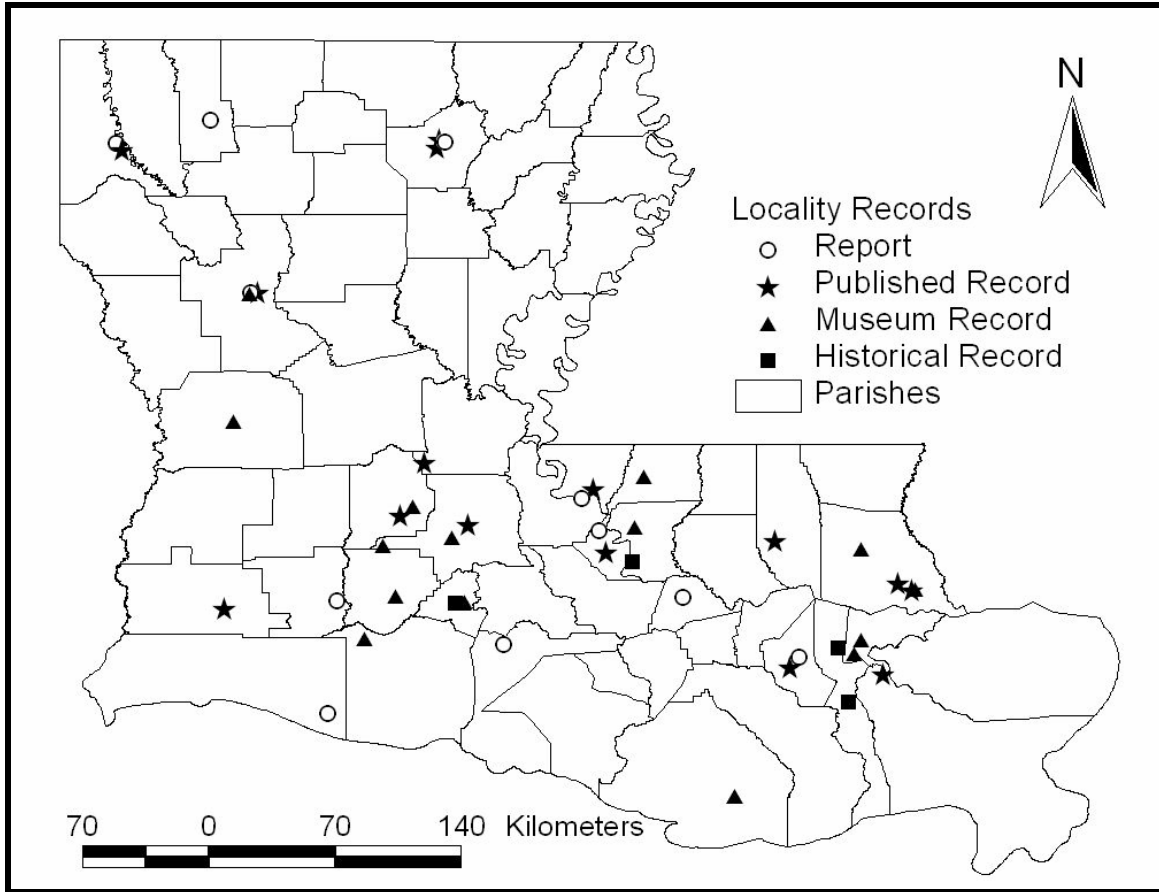 N
Locality Records
Report
Published Record
Museum Record
Historical Record
Parishes
70 0 70 140 Kilometers